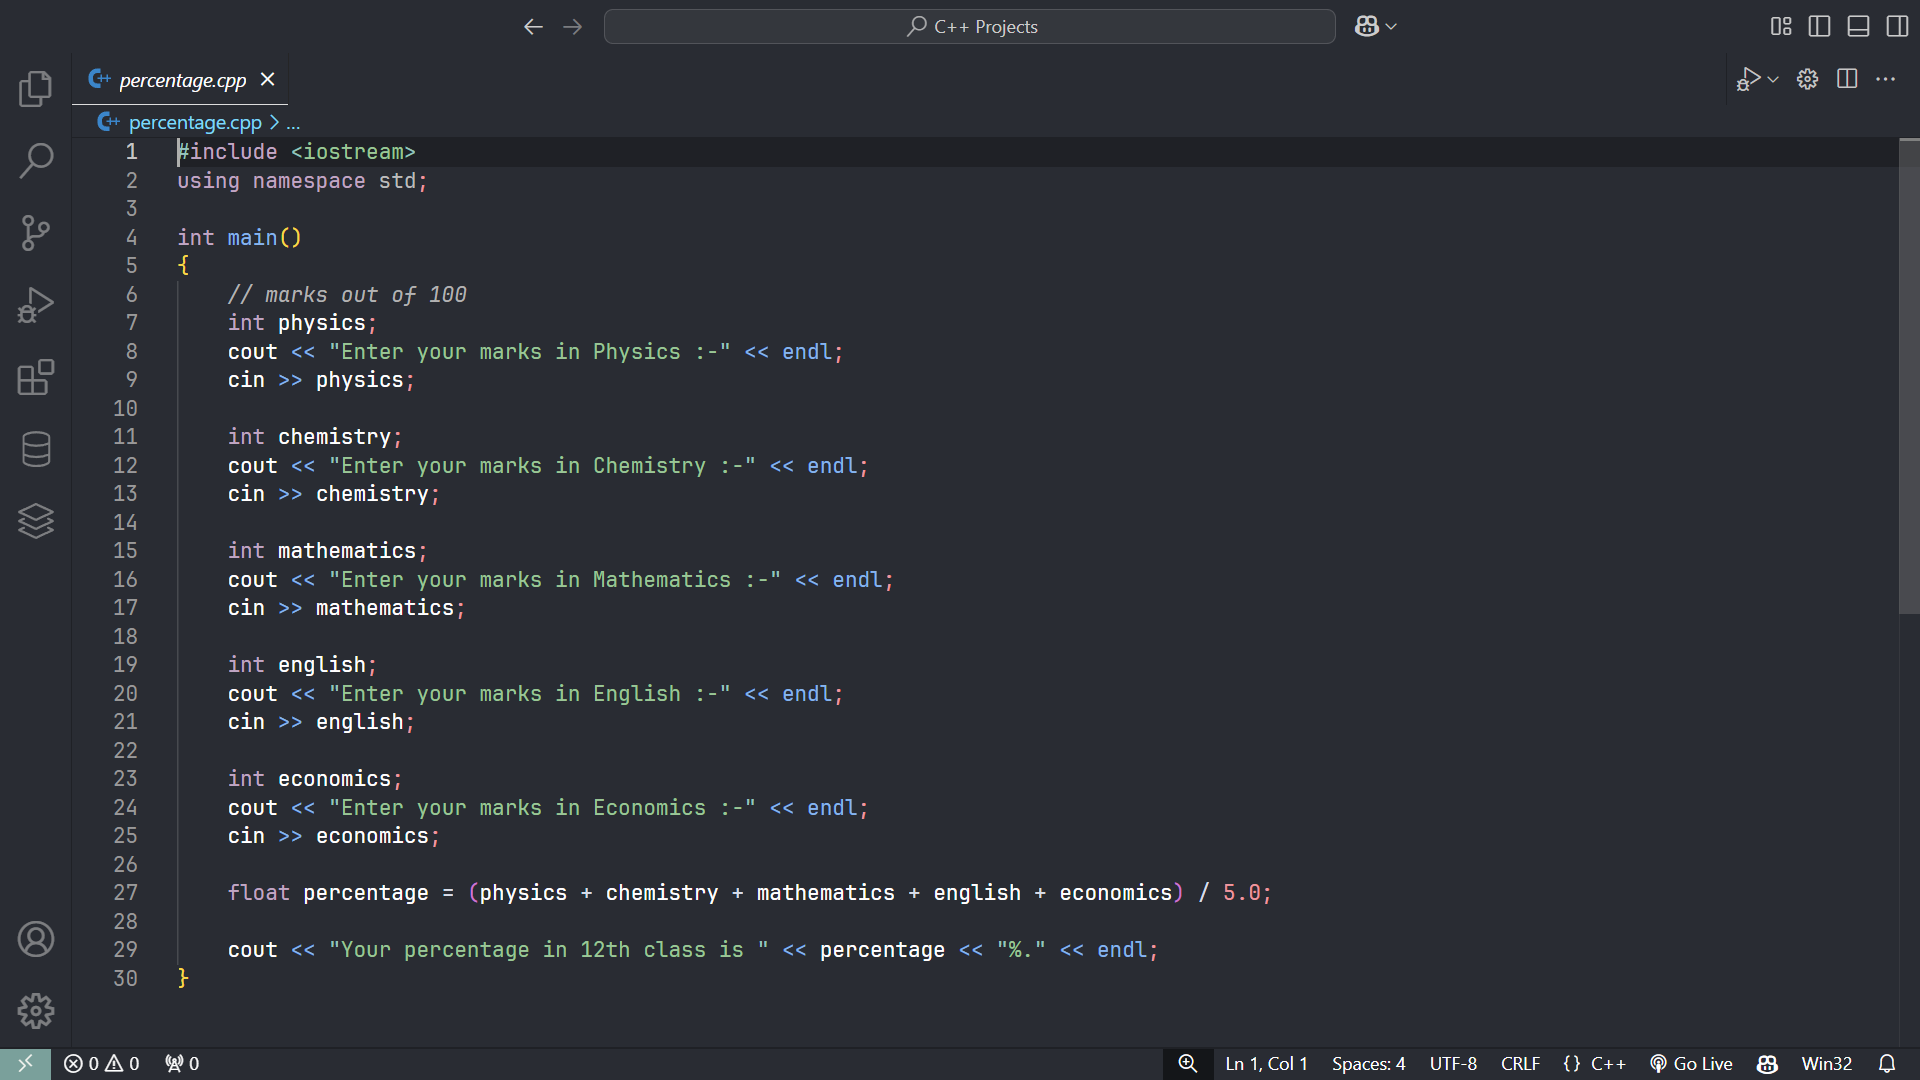 C++ Projects
percentage.cpp
percentage.cpp > ...
1 #include <iostream>
2 using namespace std;
3
4 int main()
5 {
6     // marks out of 100
7     int physics;
8     cout << "Enter your marks in Physics :-" << endl;
9     cin >> physics;
10
11     int chemistry;
12     cout << "Enter your marks in Chemistry :-" << endl;
13     cin >> chemistry;
14
15     int mathematics;
16     cout << "Enter your marks in Mathematics :-" << endl;
17     cin >> mathematics;
18
19     int english;
20     cout << "Enter your marks in English :-" << endl;
21     cin >> english;
22
23     int economics;
24     cout << "Enter your marks in Economics :-" << endl;
25     cin >> economics;
26
27     float percentage = (physics + chemistry + mathematics + english + economics) / 5.0;
28
29     cout << "Your percentage in 12th class is " << percentage << "%." << endl;
30 }
0 0 0 Ln 1, Col 1 Spaces: 4 UTF-8 CRLF {} C++ Go Live Win32